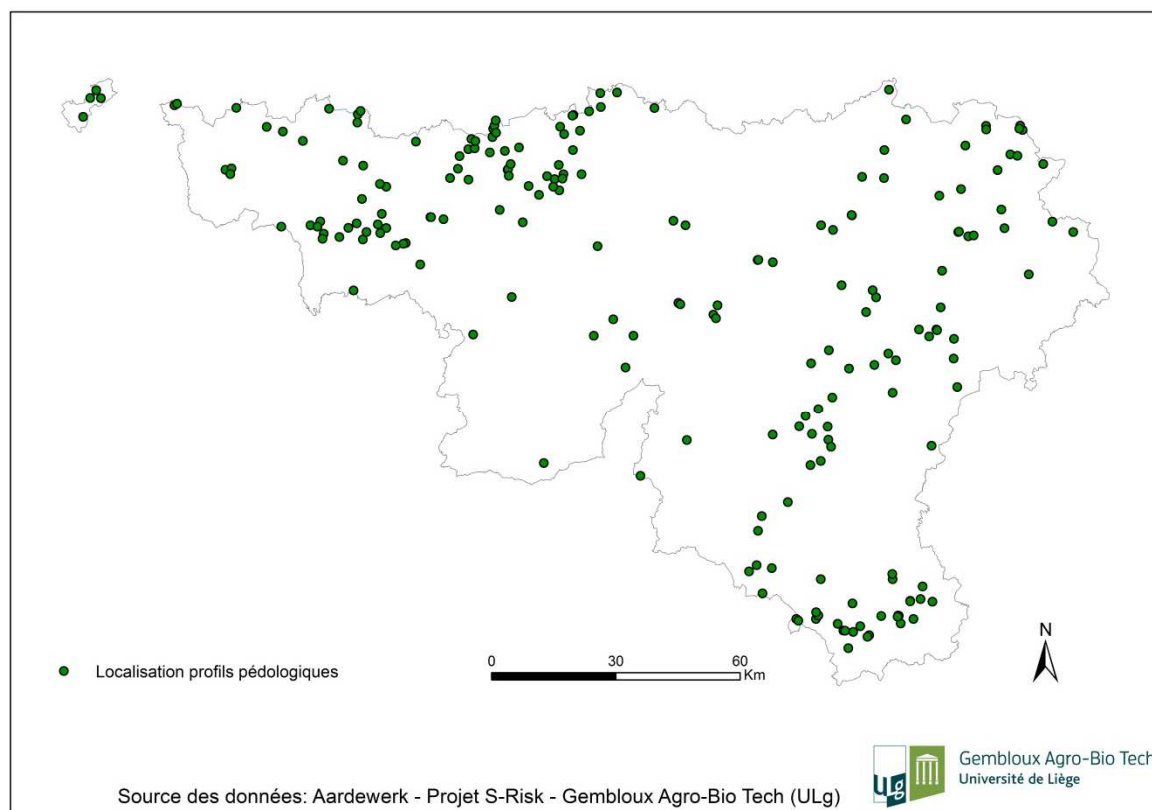 N
0
30
60
Km
Localisation profils pédologiques
Source des données: Aardewerk - Projet S-Risk - Gembloux Agro-Bio Tech (ULg)
ULg
Gembloux Agro-Bio Tech
Université de Liège